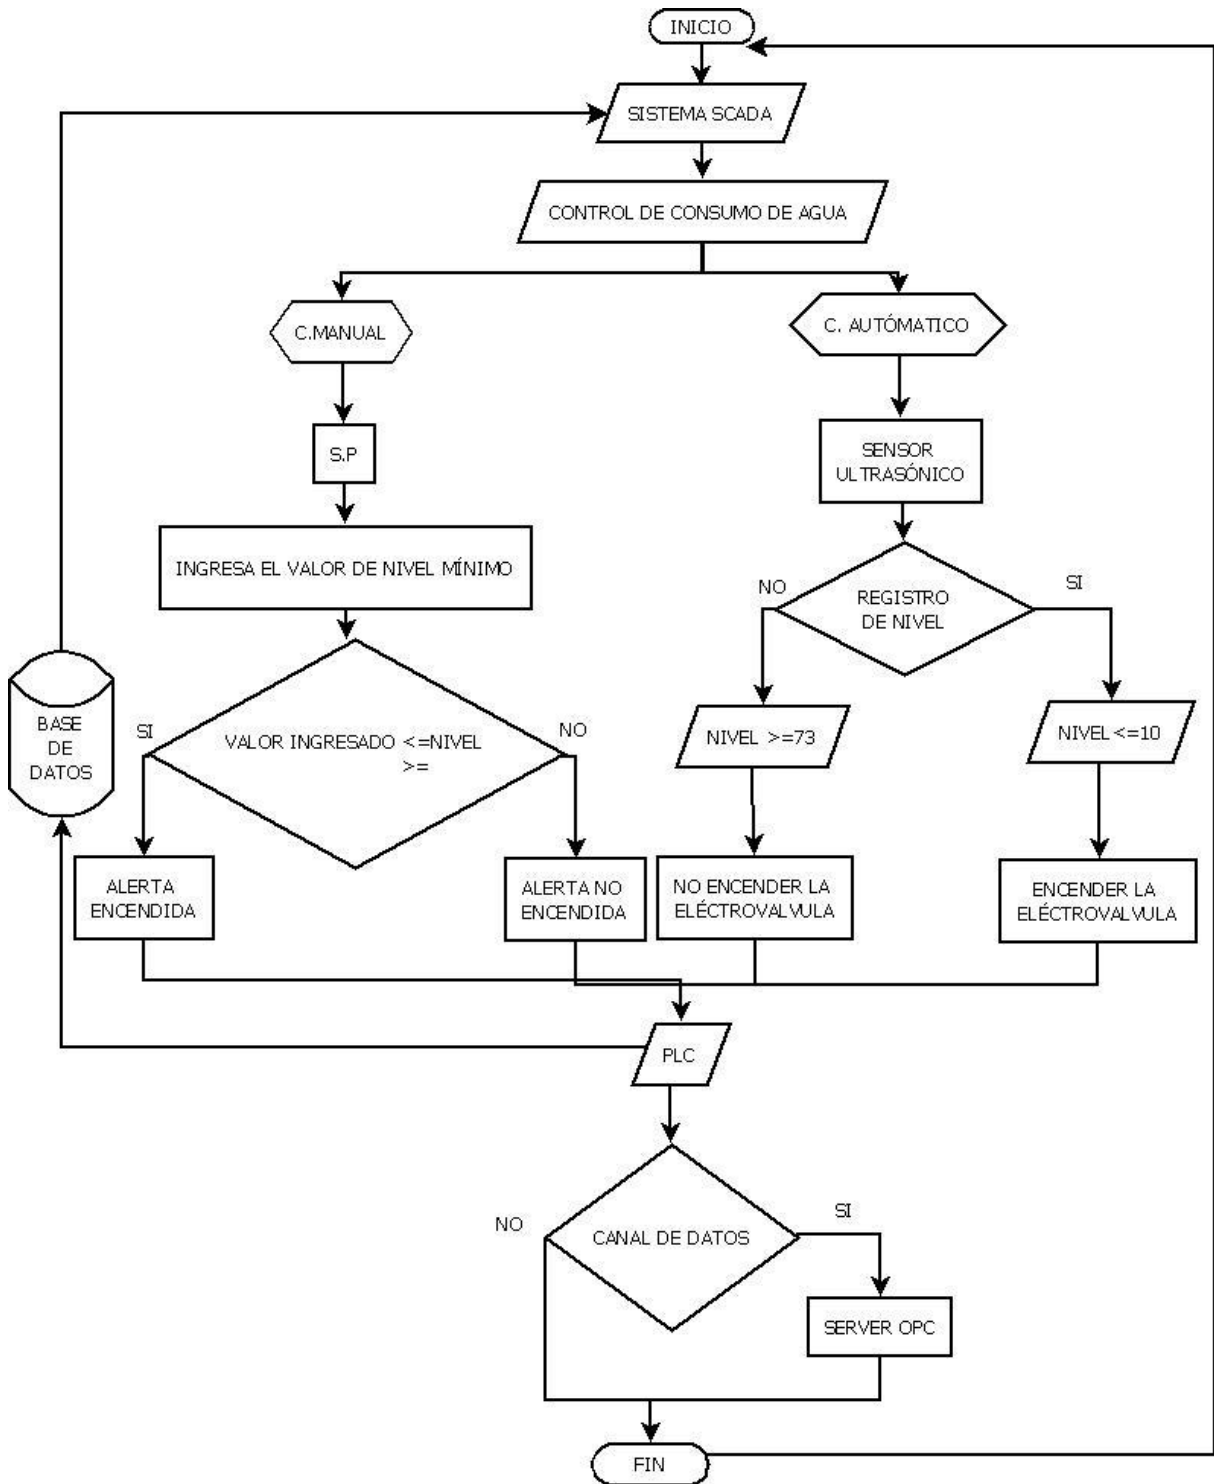 INICIO
SISTEMA SCADA
CONTROL DE CONSUMO DE AGUA
C.MANUAL
C. AUTÓMATICO
S.P
SENSOR
ULTRASÓNICO
INGRESA EL VALOR DE NIVEL MÍNIMO
NO
REGISTRO
DE NIVEL
SI
BASE
DE
DATOS
SI
VALOR INGRESADO <=NIVEL
>=
NO
NIVEL >=73
NIVEL <=10
ALERTA
ENCENDIDA
ALERTA NO
ENCENDIDA
NO ENCENDER LA
ELÉCTROVALVULA
ENCENDER LA
ELÉCTROVALVULA
PLC
NO
CANAL DE DATOS
SI
SERVER OPC
FIN